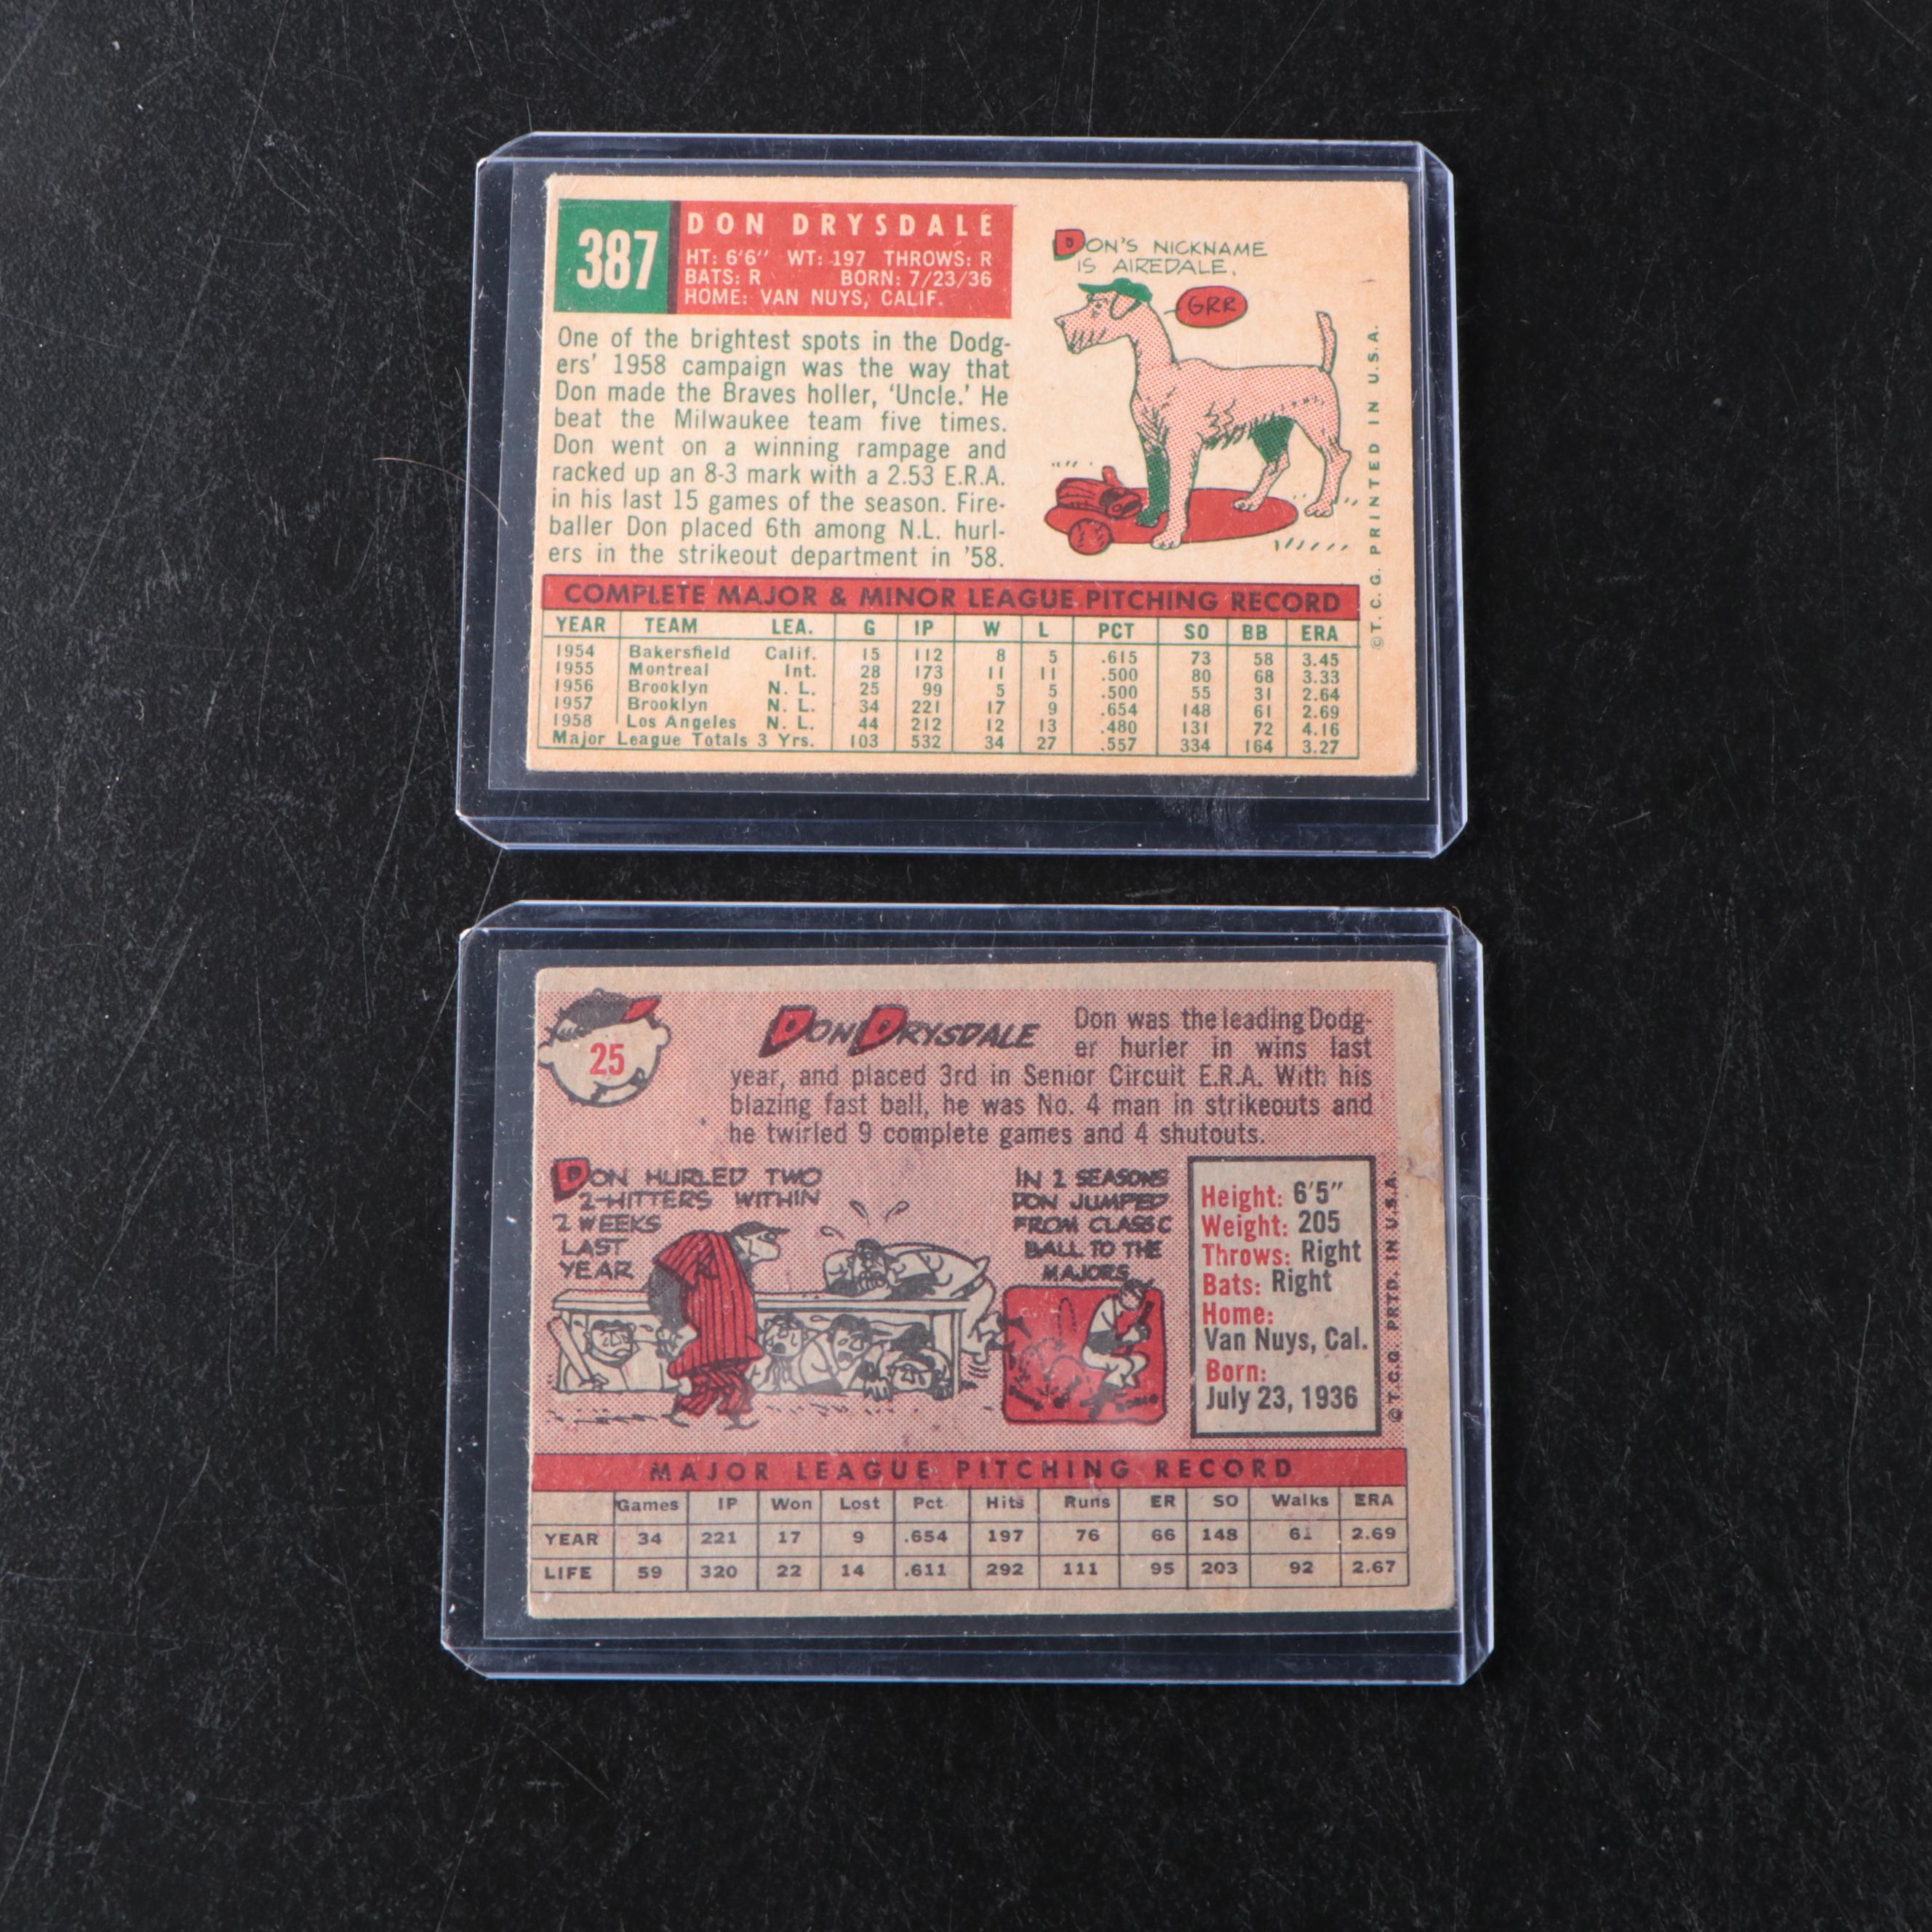 387
DON DRYSDALE
HT: 6'6" WT: 197 THROWS: R
BATS: R BORN: 7/23/36
HOME: VAN NUYS, CALIF.
One of the brightest spots in the Dodg-
ers' 1958 campaign was the way that
Don made the Braves holler, 'Uncle.' He
beat the Milwaukee team five times.
Don went on a winning rampage and
racked up an 8-3 mark with a 2.53 E.R.A.
in his last 15 games of the season. Fire-
baller Don placed 6th among N.L. hurl-
ers in the strikeout department in '58.
DON'S NICKNAME
IS AIREDALE.
GRR
©T.C.G. PRINTED IN U.S.A.
COMPLETE MAJOR & MINOR LEAGUE PITCHING RECORD
YEAR TEAM LEA. G IP W L PCT SO BB ERA
1954 Bakersfield Calif. 15 112 8 5 .615 73 58 3.45
1955 Montreal Int. 28 173 11 11 .500 80 68 3.33
1956 Brooklyn N. L. 25 99 5 5 .500 55 31 2.64
1957 Brooklyn N. L. 34 221 17 9 .654 148 61 2.69
1958 Los Angeles N. L. 44 212 12 13 .480 131 72 4.16
Major League Totals 3 Yrs. 103 532 34 27 .557 334 164 3.27
25
DON DRYSDALE
Don was the leading Dodg-
er hurler in wins last
year, and placed 3rd in Senior Circuit E.R.A. With his
blazing fast ball, he was No. 4 man in strikeouts and
he twirled 9 complete games and 4 shutouts.
DON HURLED TWO
2-HITTERS WITHIN
2 WEEKS
LAST
YEAR
IN 2 SEASONS
DON JUMPED
FROM CLASS C
BALL TO THE
MAJORS
Height: 6'5"
Weight: 205
Throws: Right
Bats: Right
Home:
Van Nuys, Cal.
Born:
July 23, 1936
©T.C.G. PRTD. IN U.S.A.
MAJOR LEAGUE PITCHING RECORD
Games IP Won Lost Pct. Hits Runs ER SO Walks ERA
YEAR 34 221 17 9 .654 197 76 66 148 61 2.69
LIFE 59 320 22 14 .611 292 111 95 203 92 2.67